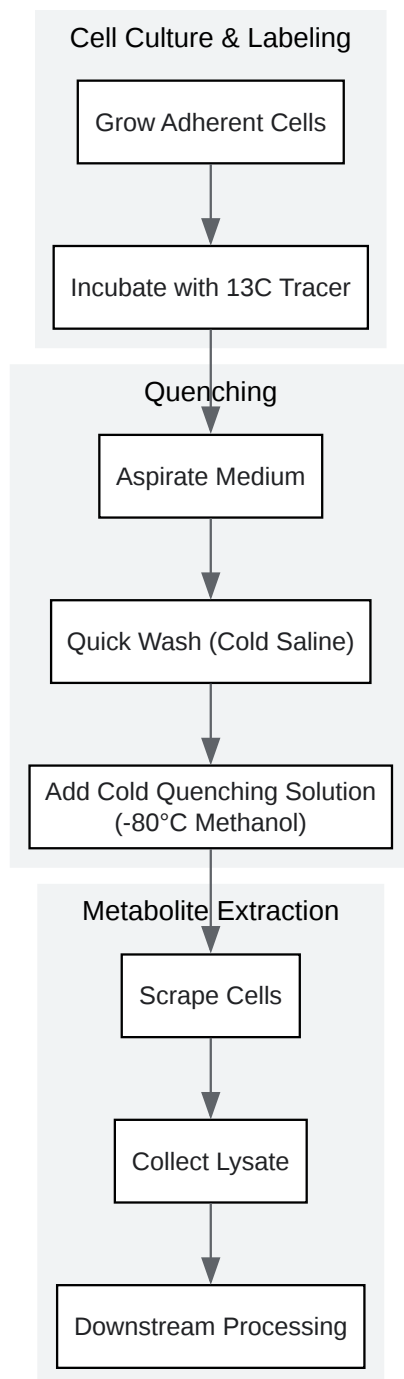 Cell Culture & Labeling
Grow Adherent Cells
Incubate with 13C Tracer
Quenching
Aspirate Medium
Quick Wash (Cold Saline)
Add Cold Quenching Solution
(-80°C Methanol)
Metabolite Extraction
Scrape Cells
Collect Lysate
Downstream Processing